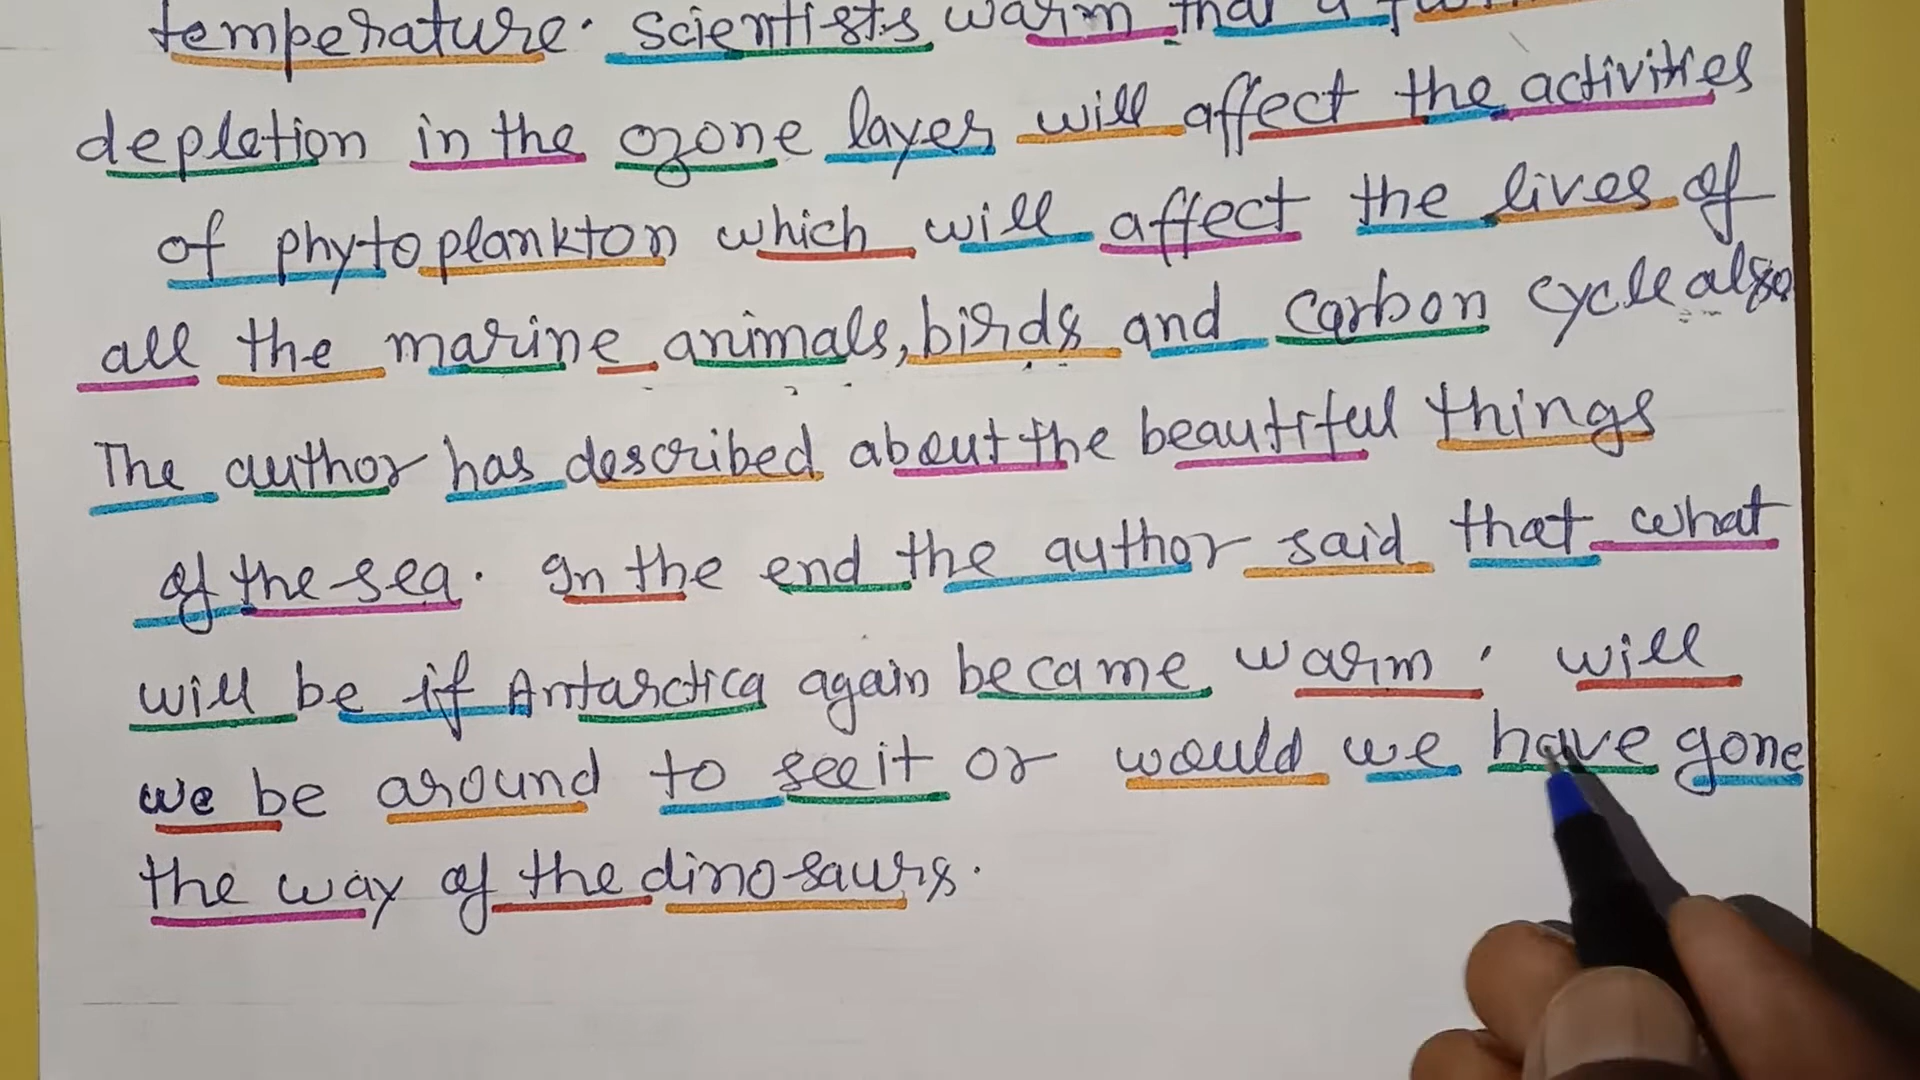 temperature. scientists warm that a
depletion in the ozone layer will affect the activities
of phytoplankton which will affect the lives of
all the marine animals, birds and carbon cycle also
The author has described about the beautiful things
of the sea. In the end the author said that what
will be if Antarctica again became warm. will
we be around to see it or would we have gone
the way of the dinosaurs.